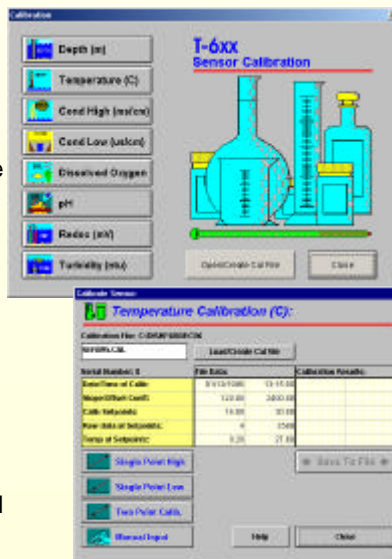 Calibration
T-6xx
Sensor Calibration
Depth (m)
Temperature (C)
Cond High (ms/cm)
Cond Low (us/cm)
Dissolved Oxygen
pH
Redox (mV)
Turbidity (ntu)
Open/Create Cal File
Close
e
Calibrate Sensor
Temperature Calibration (C):
Calibration File:
Load/Create Cal File
Serial Number:
File Data:
Calibration Results:
Date/Time of Calib:
Slope/Offset Coeff:
Calib Setpoints:
Raw data at Setpoints:
Temp at Setpoints:
Single Point High
Save To File
Single Point Low
Two Point Calib.
Manual Input
Help
Close
l